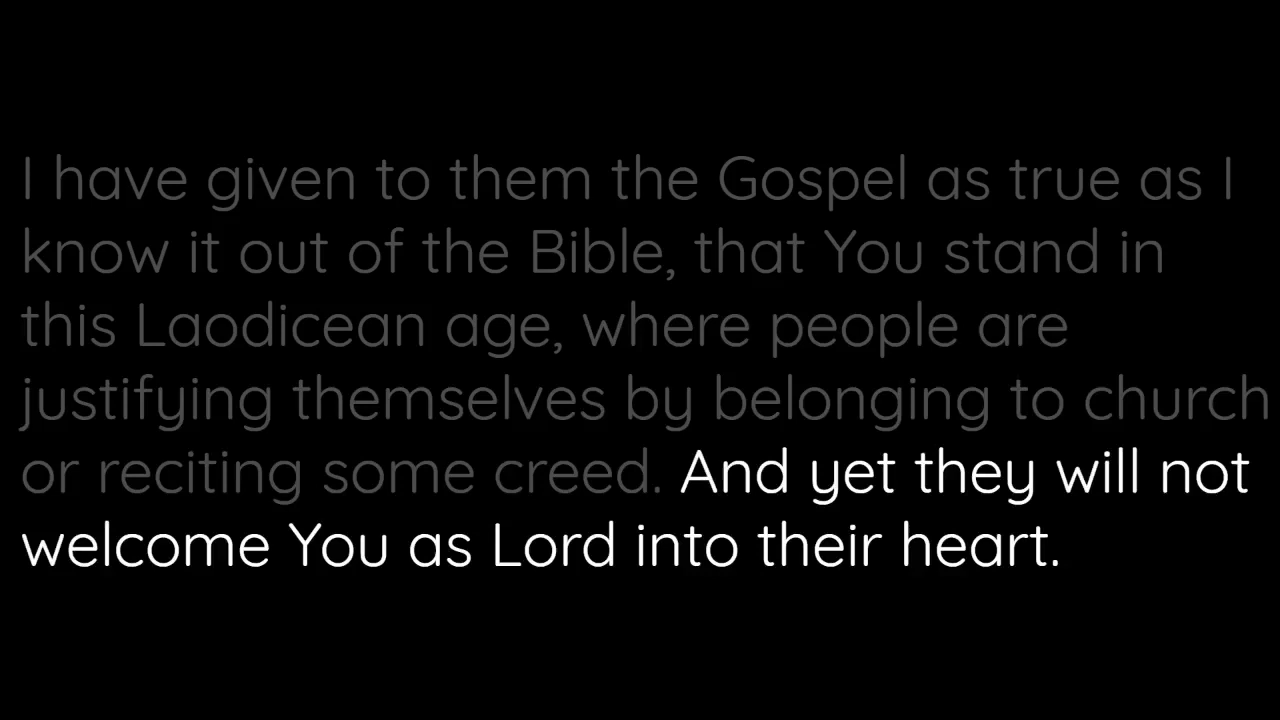 I have given to them the Gospel as true as I
know it out of the Bible, that You stand in
this Laodicean age, where people are
justifying themselves by belonging to church
or reciting some creed. And yet they will not
welcome You as Lord into their heart.